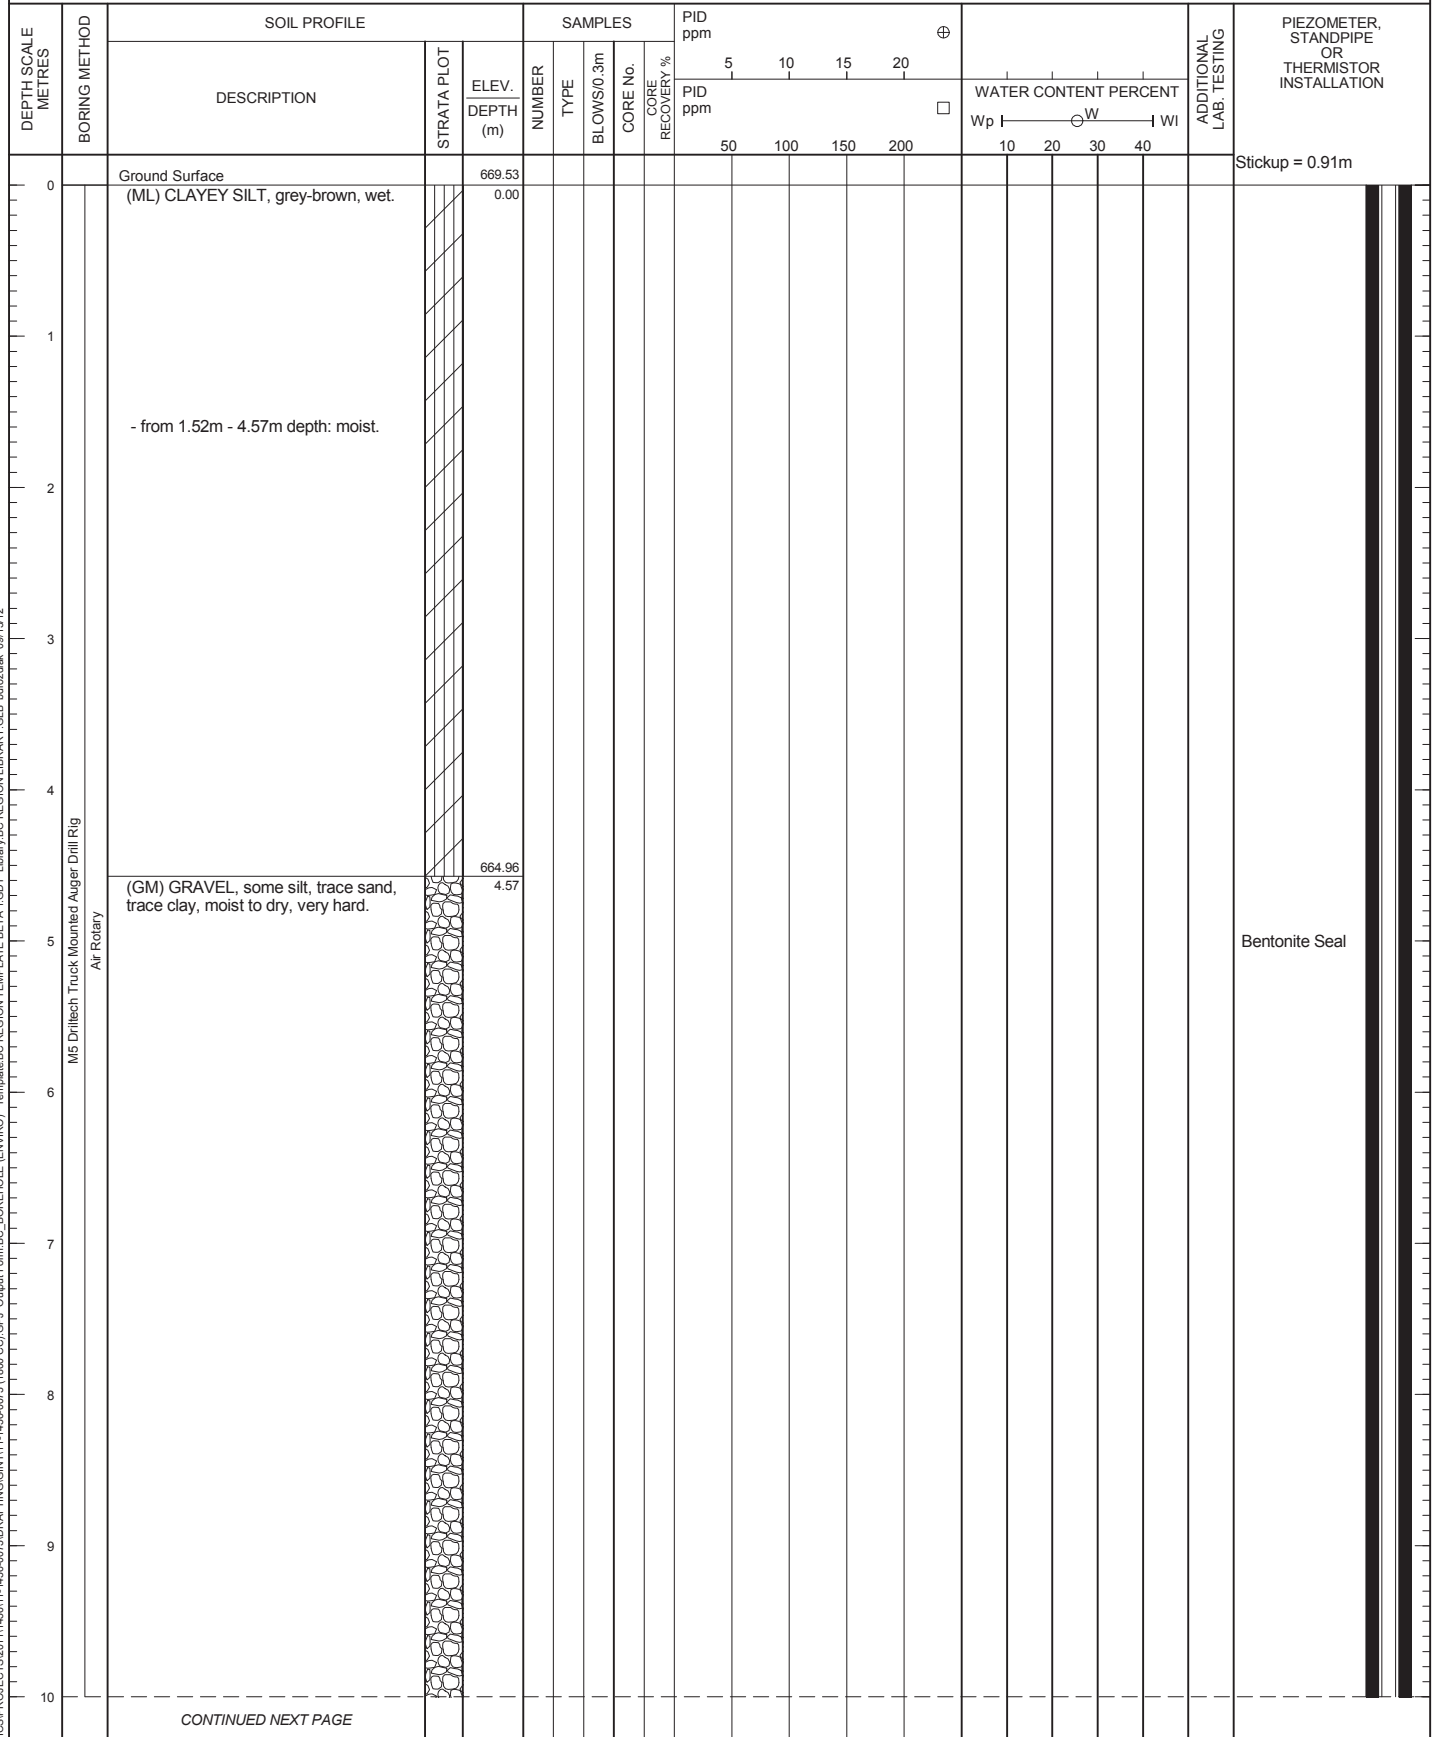 DEPTH SCALE
METRES
BORING METHOD
SOIL PROFILE
DESCRIPTION
STRATA PLOT
ELEV.
DEPTH
(m)
SAMPLES
NUMBER
TYPE
BLOWS/0.3m
CORE No.
CORE
RECOVERY %
PID
ppm
⊕
5 10 15 20
PID
ppm
□
50 100 150 200
WATER CONTENT PERCENT
Wp W Wl
10 20 30 40
ADDITIONAL
LAB. TESTING
PIEZOMETER,
STANDPIPE
OR
THERMISTOR
INSTALLATION
Stickup = 0.91m
Ground Surface 669.53
0
(ML) CLAYEY SILT, grey-brown, wet. 0.00
1
- from 1.52m - 4.57m depth: moist.
2
3
4
M5 Driltech Truck Mounted Auger Drill Rig
Air Rotary
664.96
(GM) GRAVEL, some silt, trace sand, 4.57
trace clay, moist to dry, very hard.
5
Bentonite Seal
6
7
8
9
10
CONTINUED NEXT PAGE